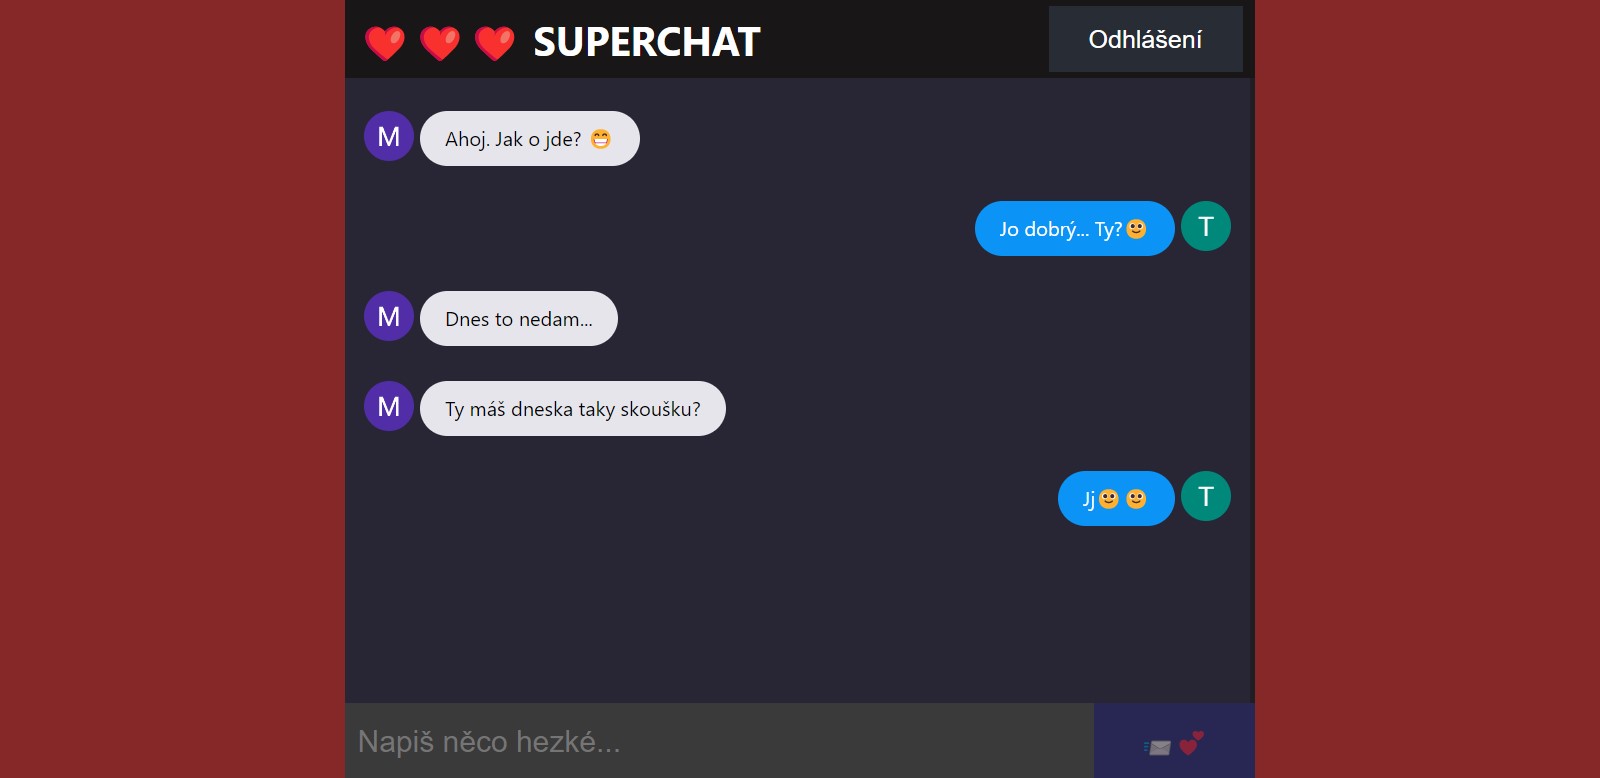 ❤️ ❤️ ❤️ SUPERCHAT
Odhlášení
M
Ahoj. Jak o jde? 😁
Jo dobrý... Ty?🙂
T
M
Dnes to nedam...
M
Ty máš dneska taky skoušku?
Jj🙂 🙂
T
Napiš něco hezké...